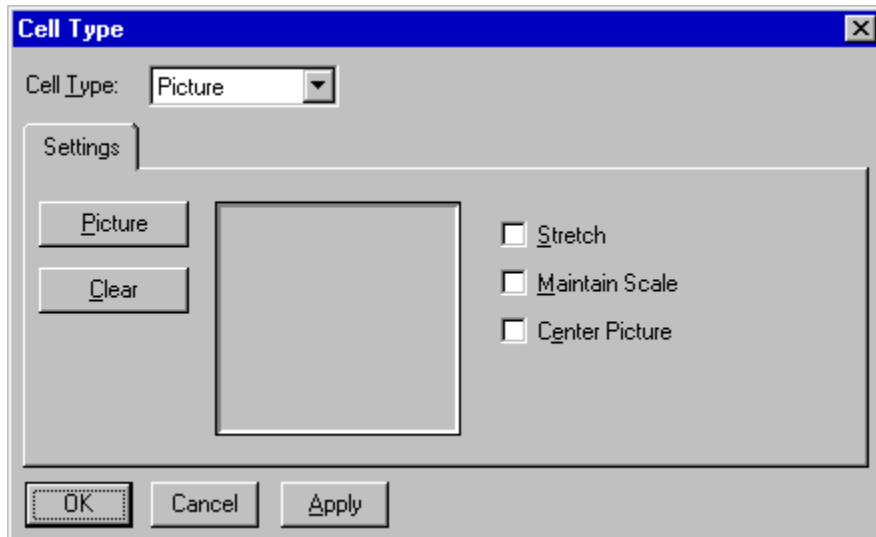 Cell Type
Cell Type: Picture
Settings
Picture
Clear
Stretch
Maintain Scale
Center Picture
OK Cancel Apply